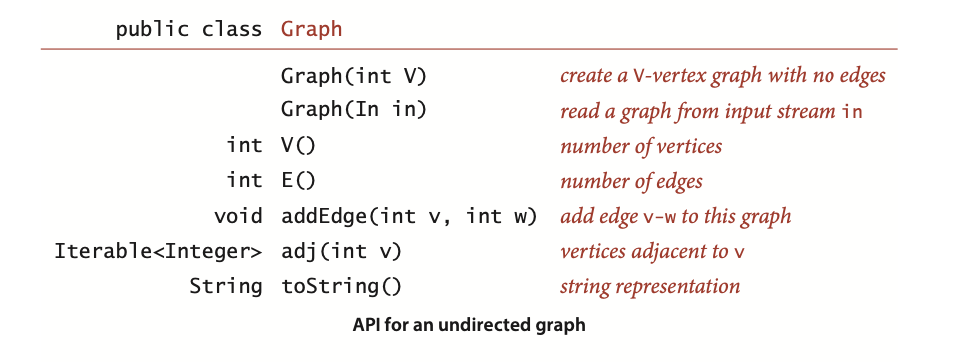 public class Graph
Graph(int V) create a V-vertex graph with no edges
Graph(In in) read a graph from input stream in
int V() number of vertices
int E() number of edges
void addEdge(int v, int w) add edge v-w to this graph
Iterable<Integer> adj(int v) vertices adjacent to v
String toString() string representation
API for an undirected graph